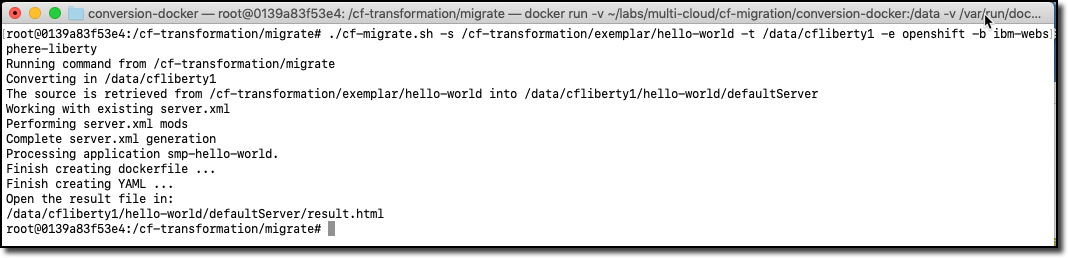 conversion-docker — root@0139a83f53e4: /cf-transformation/migrate — docker run -v ~/labs/multi-cloud/cf-migration/conversion-docker:/data -v /var/run/doc...
[root@0139a83f53e4:/cf-transformation/migrate# ./cf-migrate.sh -s /cf-transformation/exemplar/hello-world -t /data/cfliberty1 -e openshift -b ibm-webs]
phere-liberty
Running command from /cf-transformation/migrate
Converting in /data/cfliberty1
The source is retrieved from /cf-transformation/exemplar/hello-world into /data/cfliberty1/hello-world/defaultServer
Working with existing server.xml
Performing server.xml mods
Complete server.xml generation
Processing application smp-hello-world.
Finish creating dockerfile ...
Finish creating YAML ...
Open the result file in:
/data/cfliberty1/hello-world/defaultServer/result.html
root@0139a83f53e4:/cf-transformation/migrate#